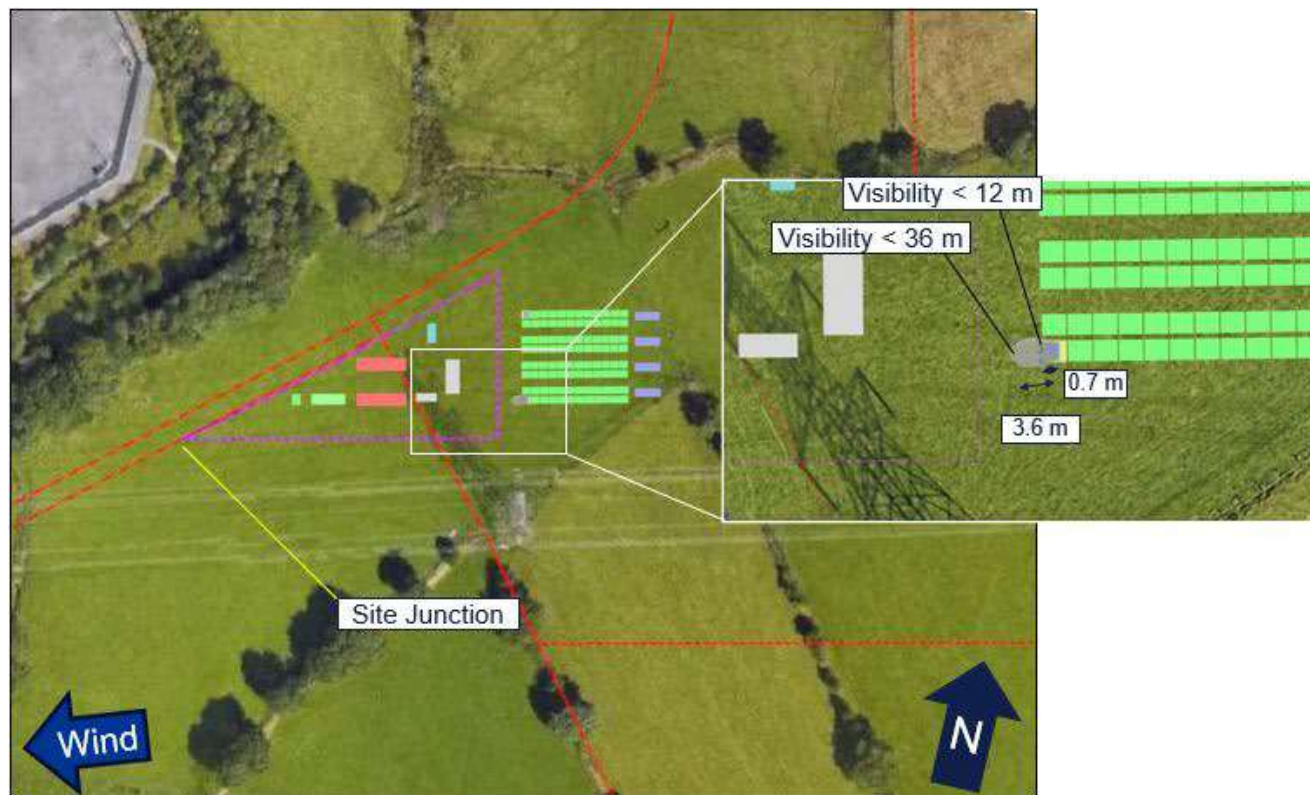 Visibility < 12 m
Visibility < 36 m
0.7 m
3.6 m
Site Junction
Wind
N